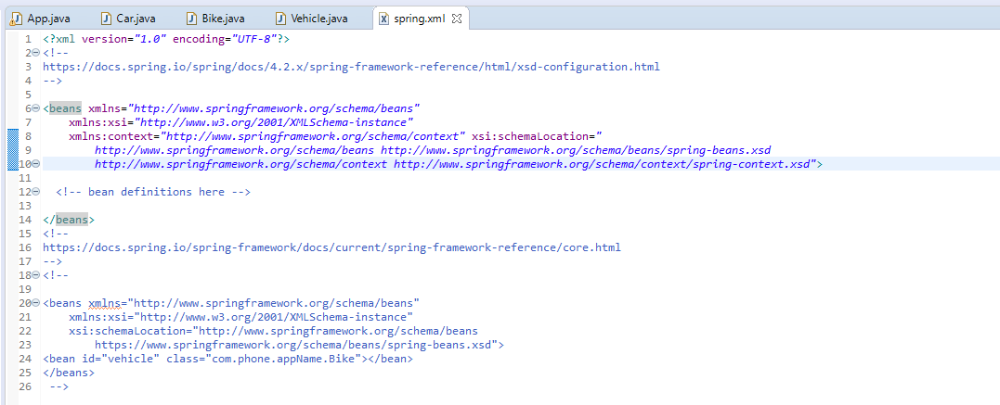 App.java Car.java Bike.java Vehicle.java spring.xml
1 <?xml version="1.0" encoding="UTF-8"?>
2 <!--
3 https://docs.spring.io/spring/docs/4.2.x/spring-framework-reference/html/xsd-configuration.html
4 -->
5
6 <beans xmlns="http://www.springframework.org/schema/beans"
7     xmlns:xsi="http://www.w3.org/2001/XMLSchema-instance"
8     xmlns:context="http://www.springframework.org/schema/context" xsi:schemaLocation="
9         http://www.springframework.org/schema/beans http://www.springframework.org/schema/beans/spring-beans.xsd
10         http://www.springframework.org/schema/context http://www.springframework.org/schema/context/spring-context.xsd">
11
12   <!-- bean definitions here -->
13
14 </beans>
15 <!--
16 https://docs.spring.io/spring-framework/docs/current/spring-framework-reference/core.html
17 -->
18 <!--
19
20 <beans xmlns="http://www.springframework.org/schema/beans"
21     xmlns:xsi="http://www.w3.org/2001/XMLSchema-instance"
22     xsi:schemaLocation="http://www.springframework.org/schema/beans
23         https://www.springframework.org/schema/beans/spring-beans.xsd">
24 <bean id="vehicle" class="com.phone.appName.Bike"></bean>
25 </beans>
26  -->